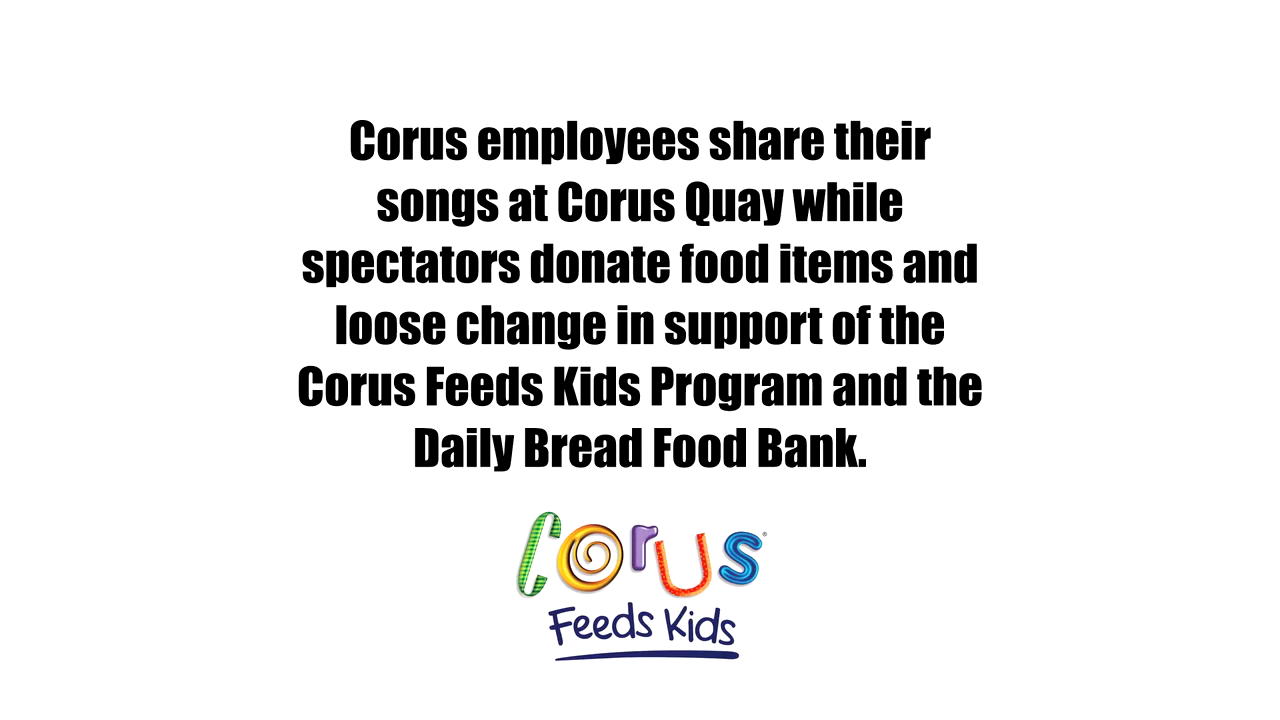 Corus employees share their
songs at Corus Quay while
spectators donate food items and
loose change in support of the
Corus Feeds Kids Program and the
Daily Bread Food Bank.
Corus®
Feeds Kids